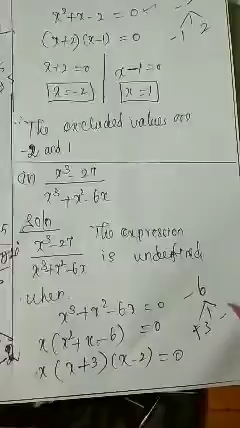 x² + x - 2 = 0
-1 2
(x+2)(x-1) = 0
x+2 = 0 | x-1 = 0
x = -2 | x = 1
∴ The excluded values are
-2 and 1
x³-27 / x³+x²-6x
Soln
x³-27 / x³+x²-6x The expression is undefined
when
x³+x²-6x = 0
-6
x(x²+x-6) = 0
+3 -
x(x+3)(x-2) = 0